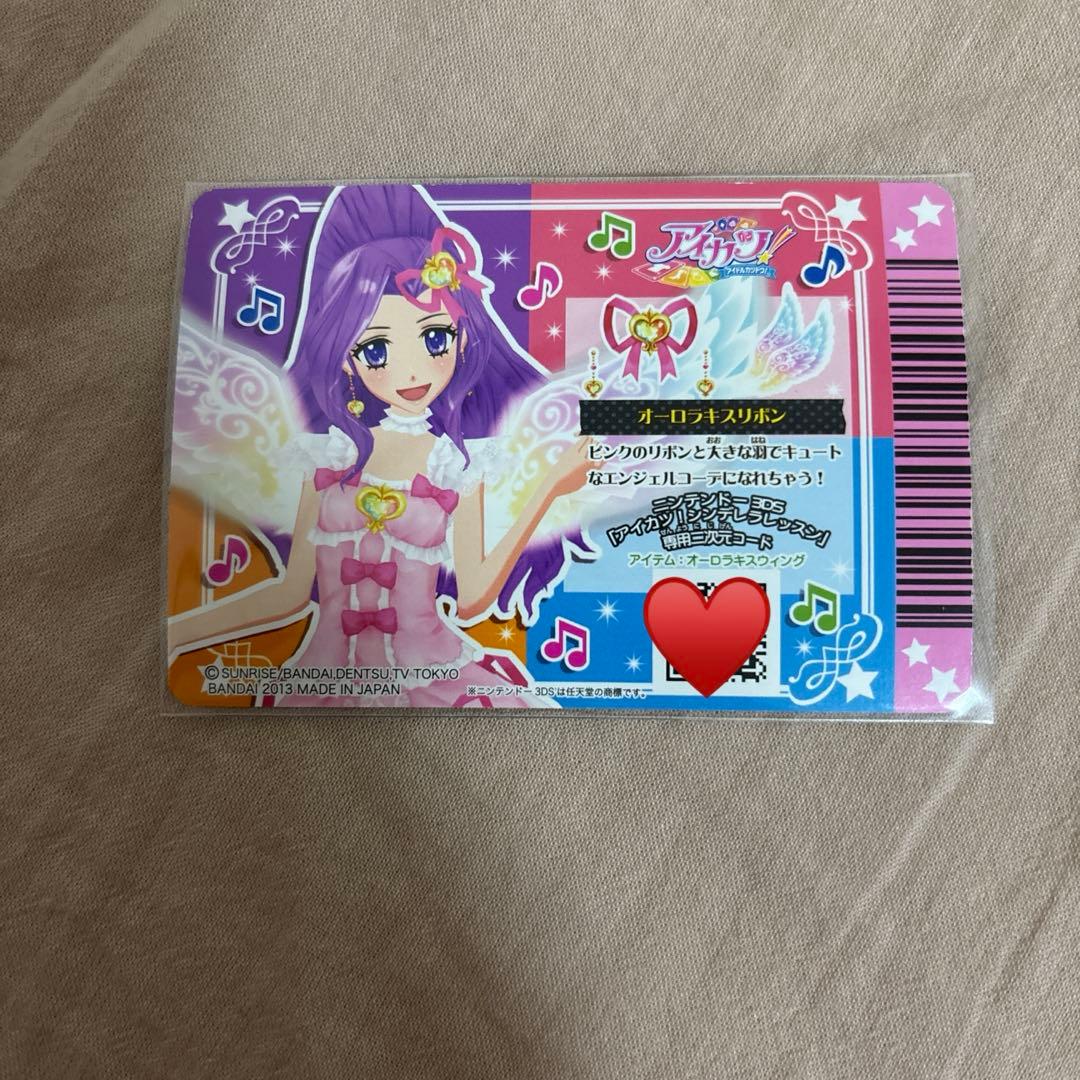 アイカツ!
アイドルカツドウ!
オーロラキスリボン
ピンクのリボンと大きな羽でキュート
なエンジェルコーデになれちゃう！
ニンテンドー3DS
「アイカツ！シンデレラレッスン」
専用二次元コード
アイテム：オーロラキスウィング
©SUNRISE/BANDAI,DENTSU,TV TOKYO
BANDAI 2013 MADE IN JAPAN
※ニンテンドー3DSは任天堂の商標です。